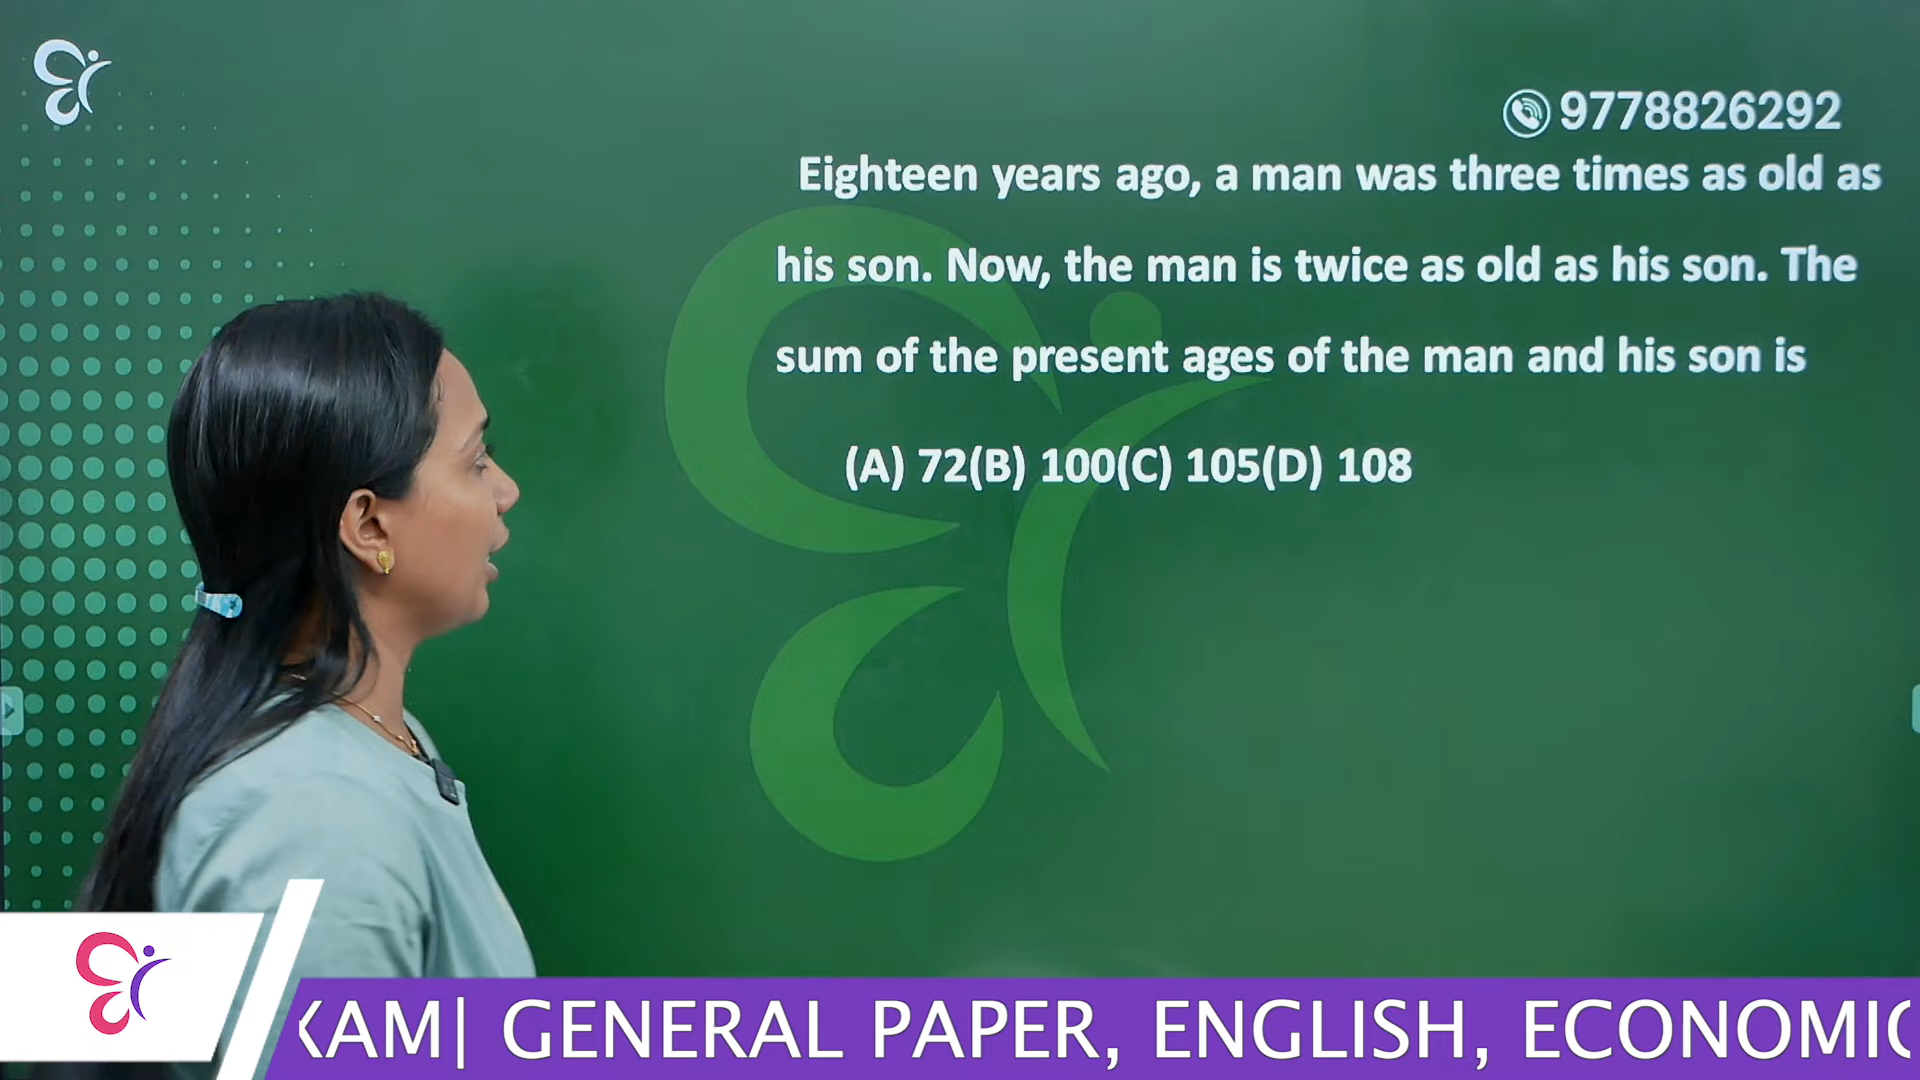 9778826292
Eighteen years ago, a man was three times as old as
his son. Now, the man is twice as old as his son. The
sum of the present ages of the man and his son is
(A) 72(B) 100(C) 105(D) 108
XAM| GENERAL PAPER, ENGLISH, ECONOMIC